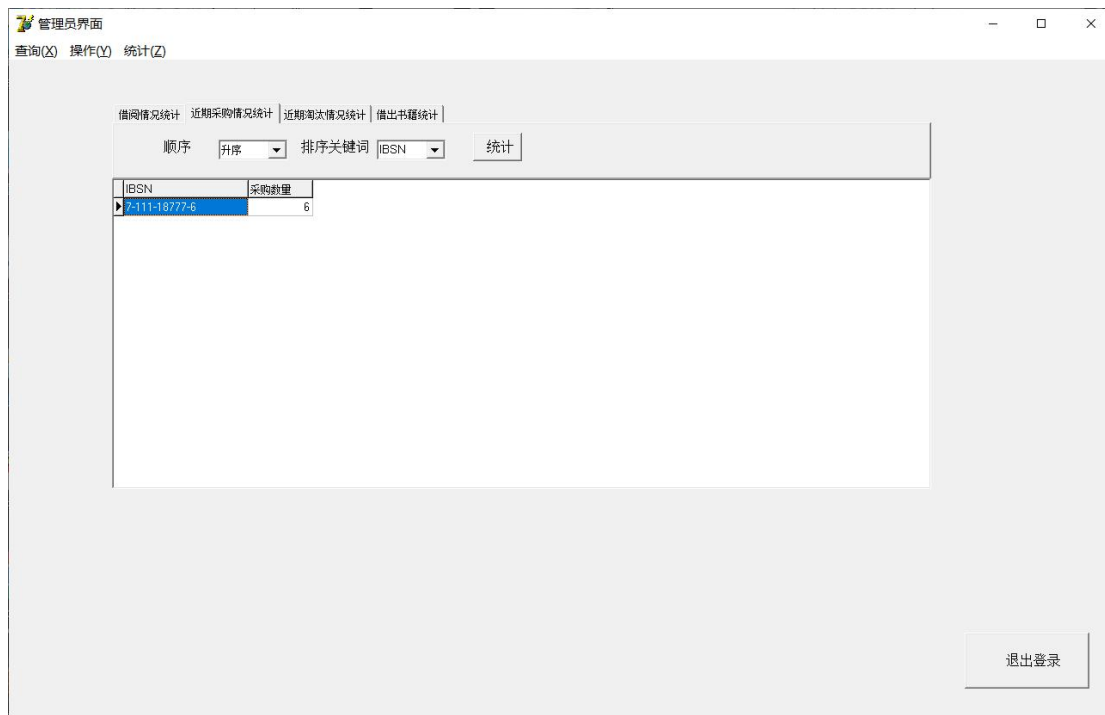 管理员界面
查询(X) 操作(Y) 统计(Z)
借阅情况统计 近期采购情况统计 近期淘汰情况统计 借出书籍统计
顺序 升序 排序关键词 IBSN 统计
IBSN 采购数量
7-111-18777-6 6
退出登录